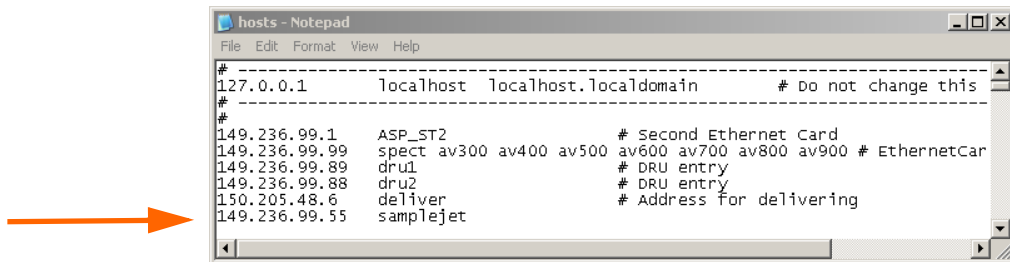 hosts - Notepad
File Edit Format View Help
# ---------------------------------------------------------------------------
127.0.0.1 localhost localhost.localdomain # Do not change this
# ---------------------------------------------------------------------------
#
149.236.99.1 ASP_ST2 # Second Ethernet Card
149.236.99.99 spect av300 av400 av500 av600 av700 av800 av900 # EthernetCar
149.236.99.89 dru1 # DRU entry
149.236.99.88 dru2 # DRU entry
150.205.48.6 deliver # Address for delivering
149.236.99.55 samplejet